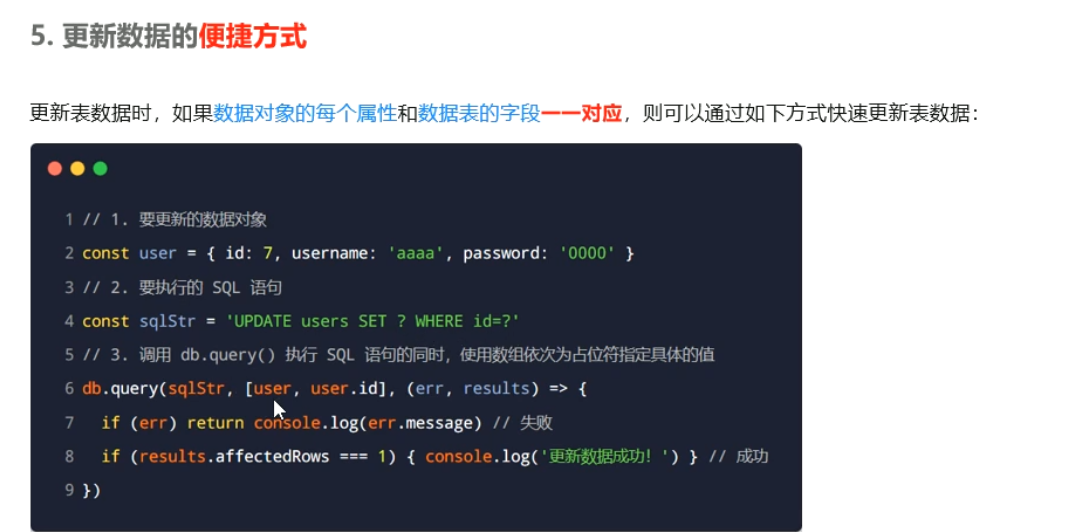 5. 更新数据的便捷方式
更新表数据时，如果数据对象的每个属性和数据表的字段一一对应，则可以通过如下方式快速更新表数据：
1 // 1. 要更新的数据对象
2 const user = { id: 7, username: 'aaaa', password: '0000' }
3 // 2. 要执行的 SQL 语句
4 const sqlStr = 'UPDATE users SET ? WHERE id=?'
5 // 3. 调用 db.query() 执行 SQL 语句的同时，使用数组依次为占位符指定具体的值
6 db.query(sqlStr, [user, user.id], (err, results) => {
7   if (err) return console.log(err.message) // 失败
8   if (results.affectedRows === 1) { console.log('更新数据成功！') } // 成功
9 })